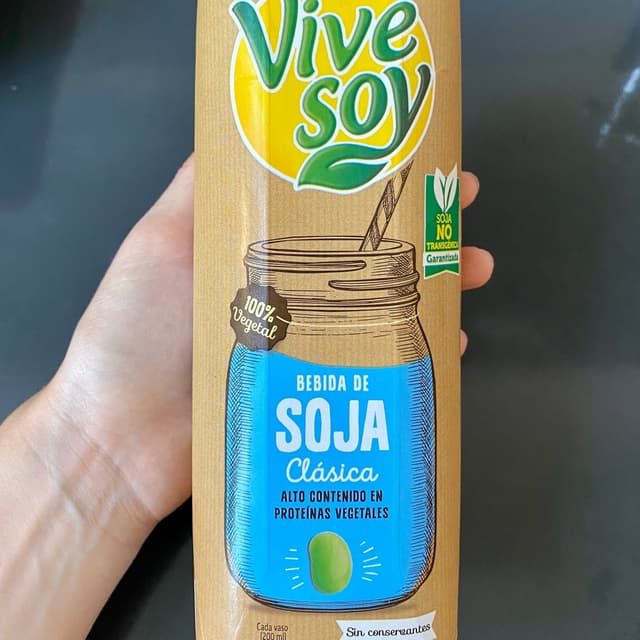 Vive
soy
SOJA
NO
TRANSGÉNICA
Garantizada
100%
Vegetal
BEBIDA DE
SOJA
Clásica
ALTO CONTENIDO EN
PROTEÍNAS VEGETALES
Cada vaso
(200 ml)
Sin conservantes